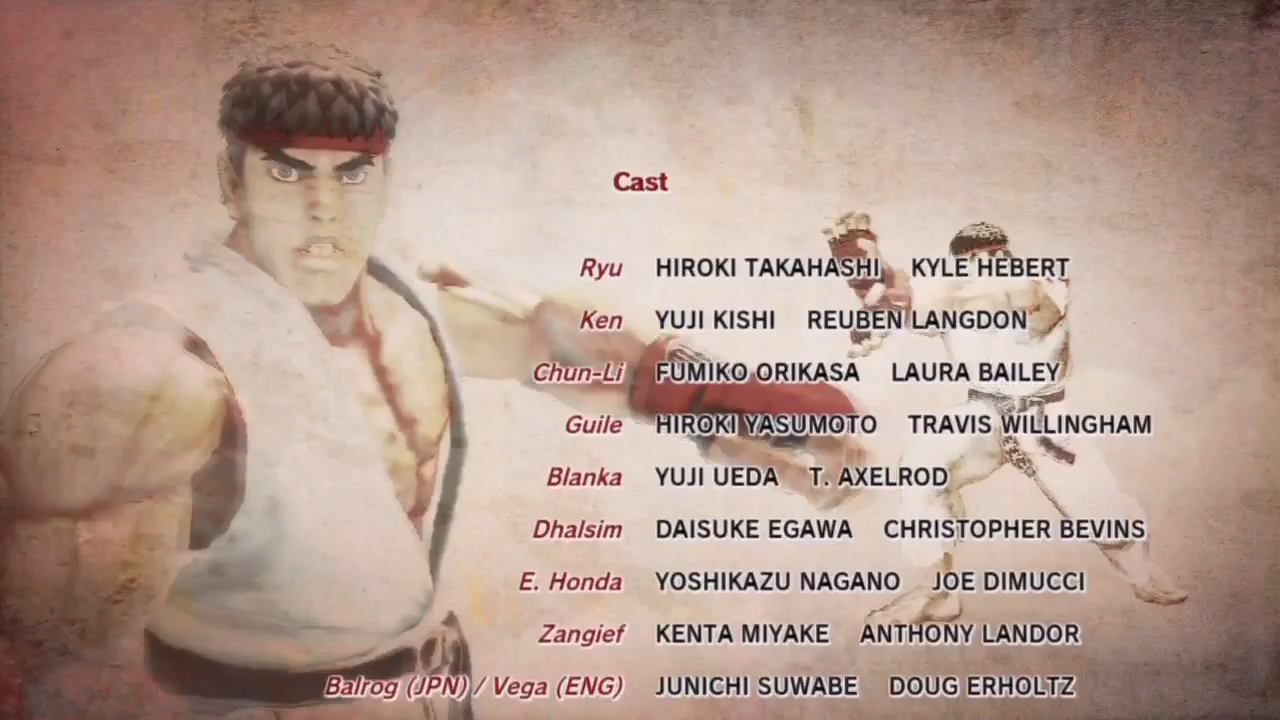 Cast
Ryu HIROKI TAKAHASHI KYLE HEBERT
Ken YUJI KISHI REUBEN LANGDON
Chun-Li FUMIKO ORIKASA LAURA BAILEY
Guile HIROKI YASUMOTO TRAVIS WILLINGHAM
Blanka YUJI UEDA T. AXELROD
Dhalsim DAISUKE EGAWA CHRISTOPHER BEVINS
E. Honda YOSHIKAZU NAGANO JOE DIMUCCI
Zangief KENTA MIYAKE ANTHONY LANDOR
Balrog (JPN) / Vega (ENG) JUNICHI SUWABE DOUG ERHOLTZ